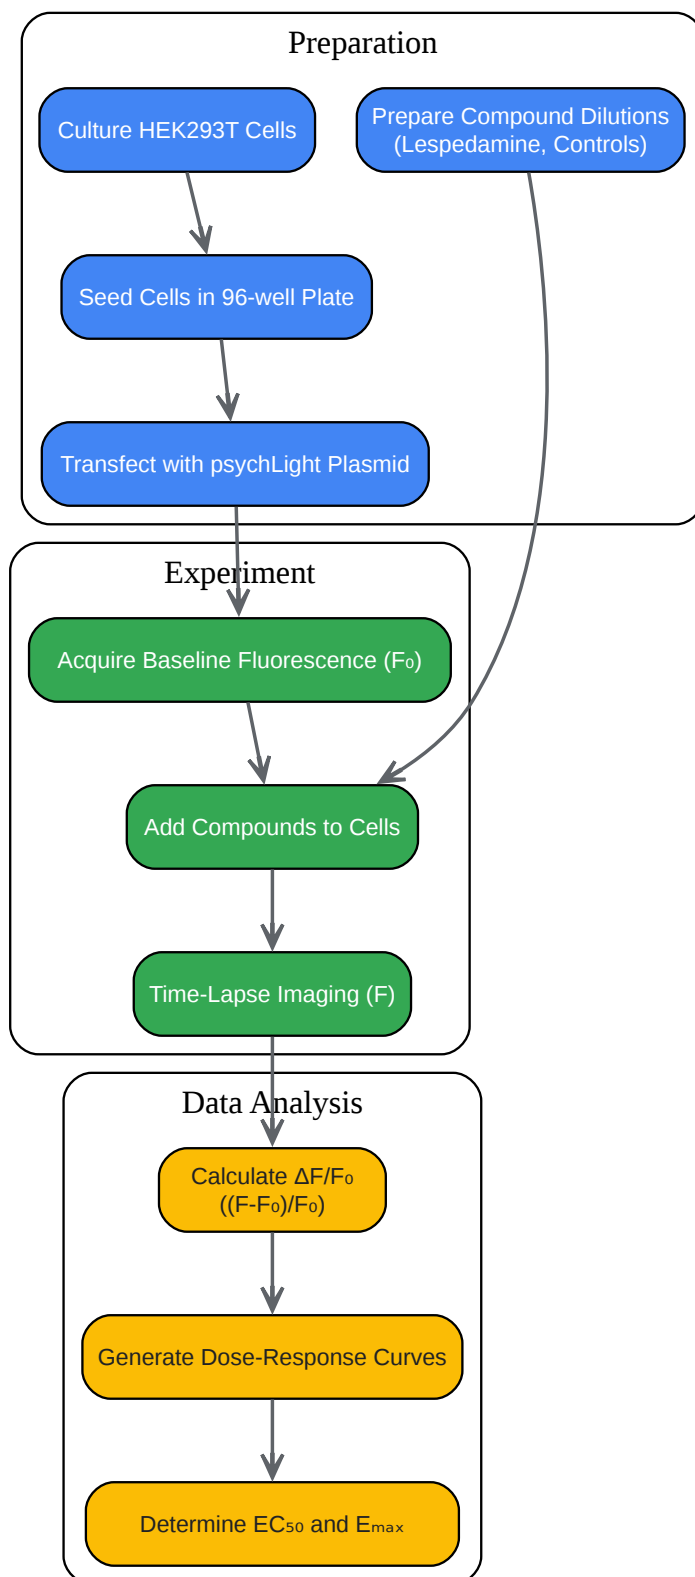 Preparation
Culture HEK293T Cells
Prepare Compound Dilutions
(Lespedamine, Controls)
Seed Cells in 96-well Plate
Transfect with psychLight Plasmid
Experiment
Acquire Baseline Fluorescence (F₀)
Add Compounds to Cells
Time-Lapse Imaging (F)
Data Analysis
Calculate ΔF/F₀
((F-F₀)/F₀)
Generate Dose-Response Curves
Determine EC₅₀ and Eₘₐₓ